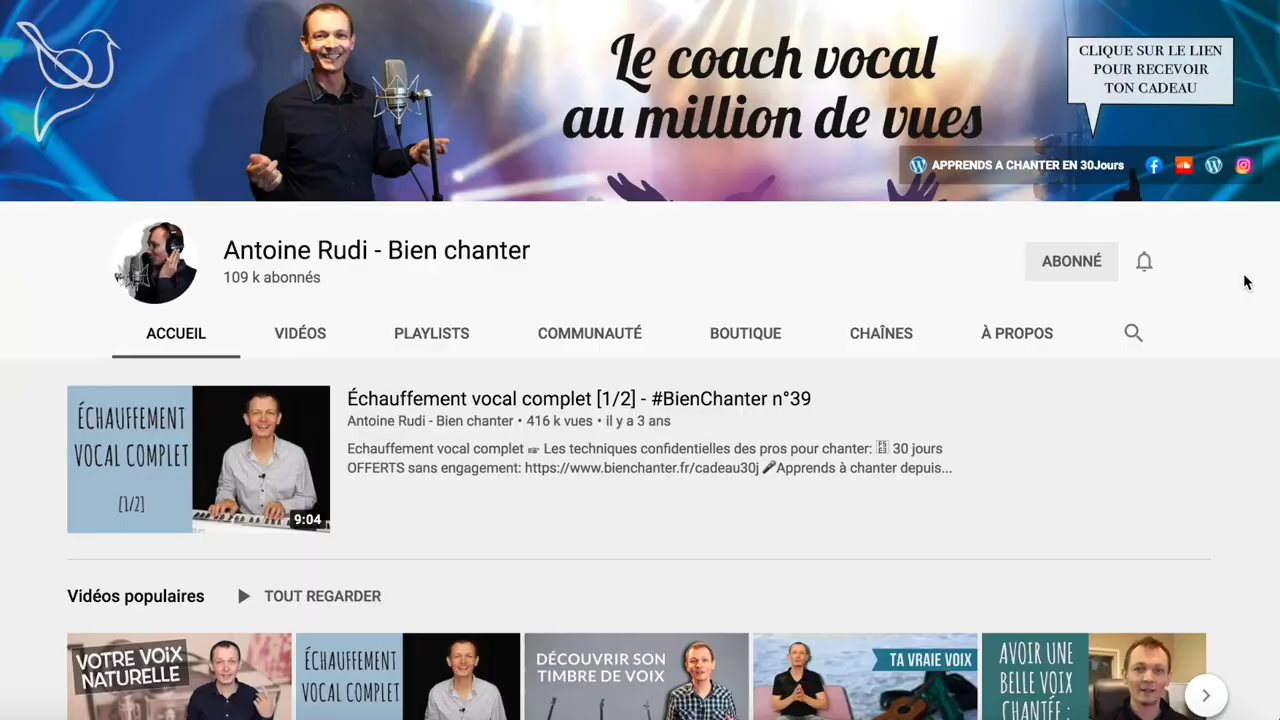 Le coach vocal
au million de vues
CLIQUE SUR LE LIEN
POUR RECEVOIR
TON CADEAU
APPRENDS A CHANTER EN 30Jours
Antoine Rudi - Bien chanter
109 k abonnés
ABONNÉ
ACCUEIL VIDÉOS PLAYLISTS COMMUNAUTÉ BOUTIQUE CHAÎNES À PROPOS
ÉCHAUFFEMENT
VOCAL COMPLET
[1/2]
9:04
Échauffement vocal complet [1/2] - #BienChanter n°39
Antoine Rudi - Bien chanter • 416 k vues • il y a 3 ans
Echauffement vocal complet ☞ Les techniques confidentielles des pros pour chanter: 30 jours
OFFERTS sans engagement: https://www.bienchanter.fr/cadeau30j 🎤Apprends à chanter depuis...
Vidéos populaires TOUT REGARDER
VOTRE VOiX
NATURELLE
ÉCHAUFFEMENT
VOCAL COMPLET
DÉCOUVRIR SON
TIMBRE DE VOIX
TA VRAIE VOIX
AVOIR UNE
BELLE VOIX
CHANTÉE :